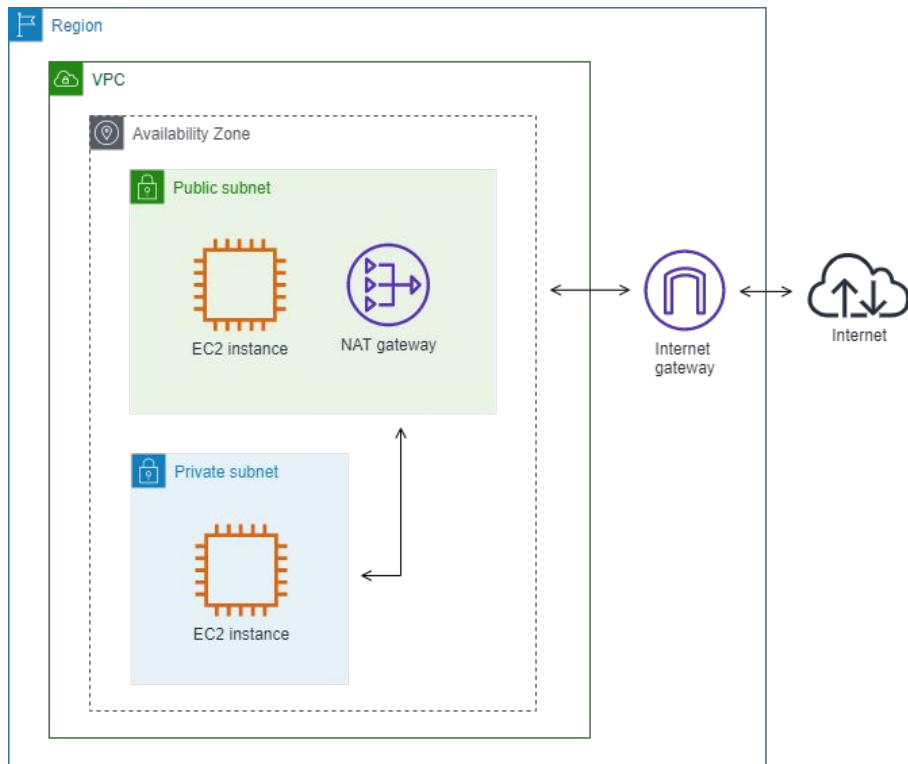 Region
VPC
Availability Zone
Public subnet
EC2 instance
NAT gateway
Internet
gateway
Internet
Private subnet
EC2 instance